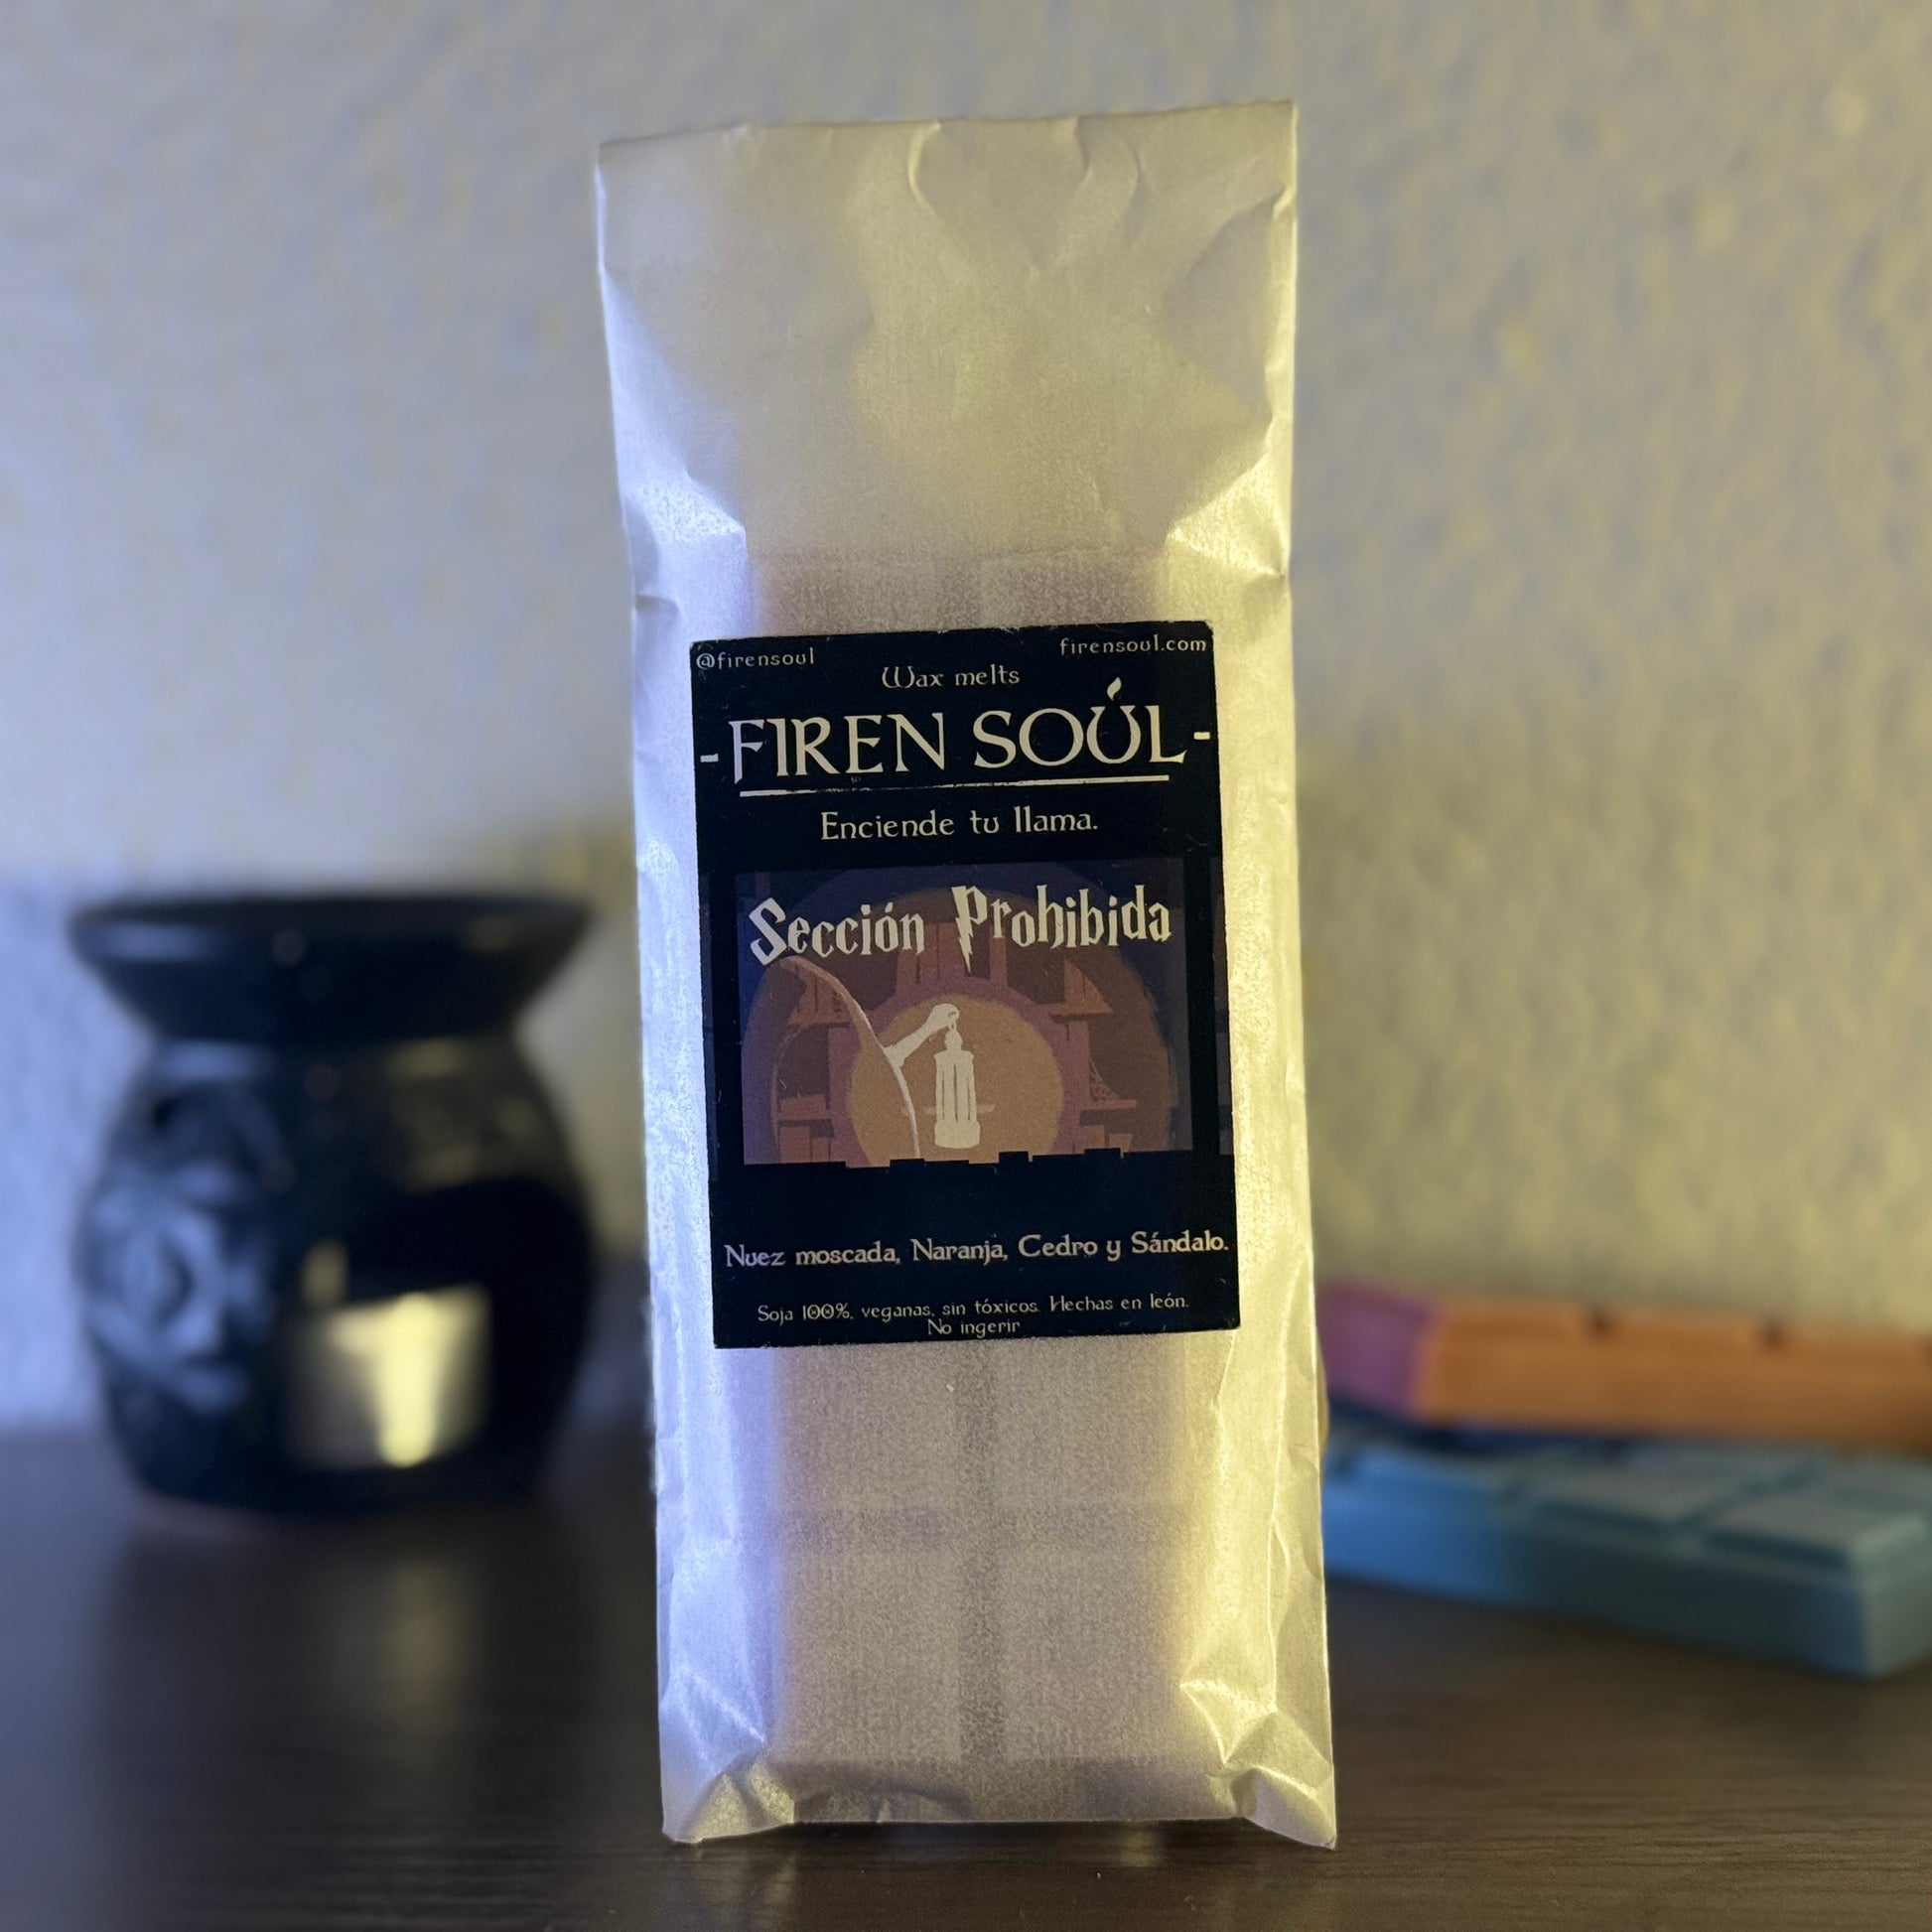 @firensoul
firensoul.com
Wax melts
-FIREN SOUL-
Enciende tu llama.
Sección Prohibida
Nuez moscada, Naranja, Cedro y Sándalo.
Soja 100%, veganas, sin tóxicos. Hechas en león.
No ingerir